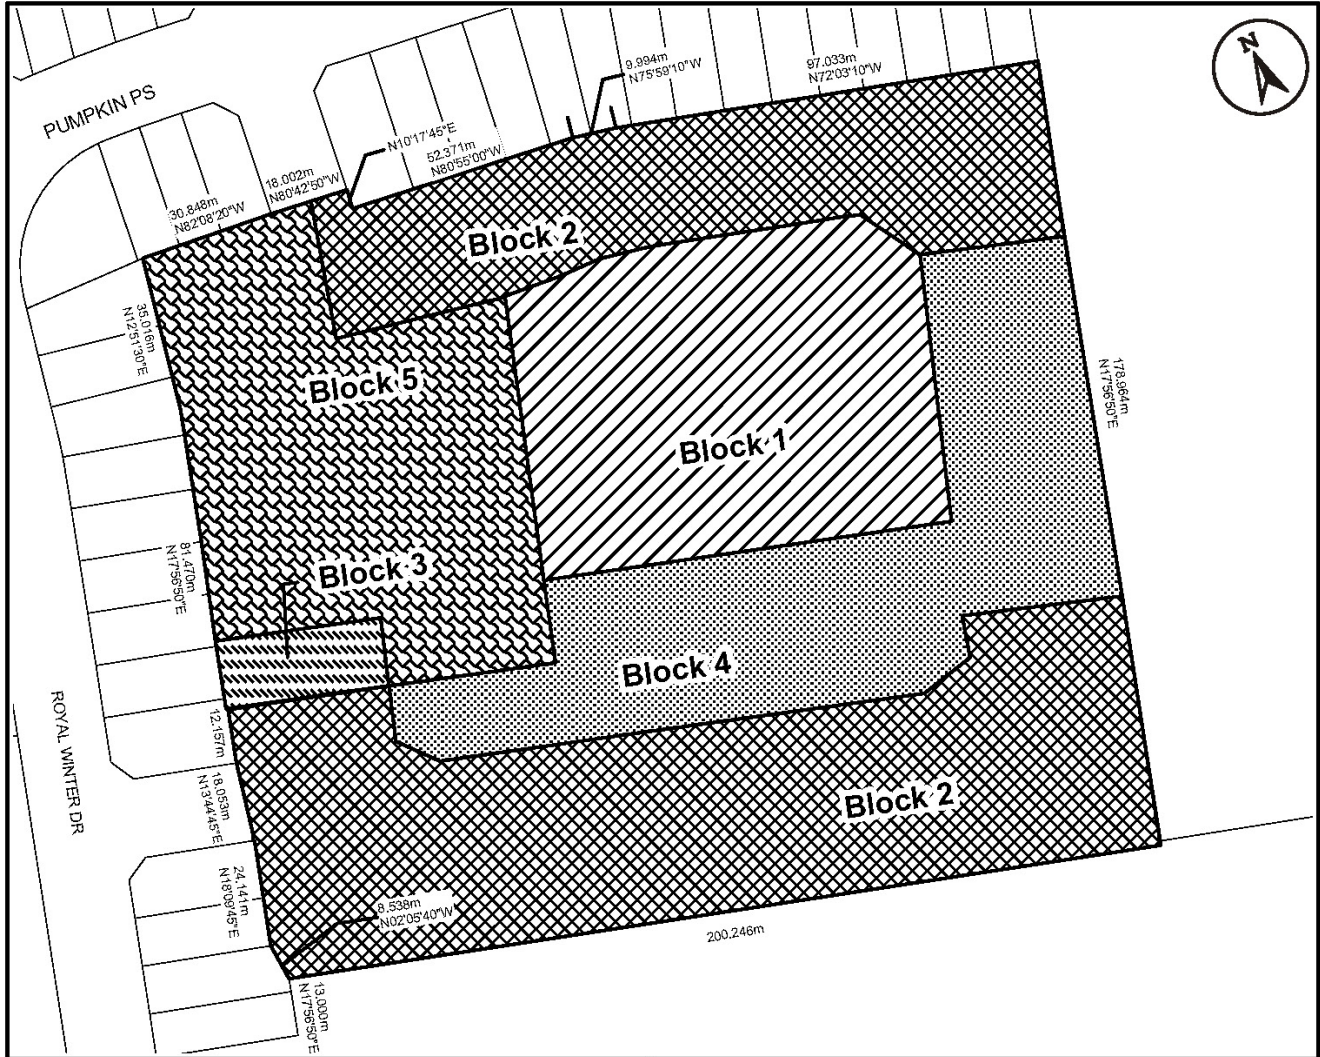 N
PUMPKIN PS
9.994m
N75°59'10"W
97.033m
N72°03'10"W
N10°17'45"E
52.371m
N80°55'00"W
18.002m
N80°42'50"W
30.848m
N82°08'20"W
Block 2
35.016m
N12°51'30"E
Block 5
178.964m
N17°56'50"E
Block 1
81.470m
N17°56'50"E
Block 3
Block 4
ROYAL WINTER DR
12.157m
18.053m
N13°44'45"E
Block 2
24.141m
N18°09'45"E
8.538m
N02°05'40"W
200.246m
13.000m
N17°56'50"E